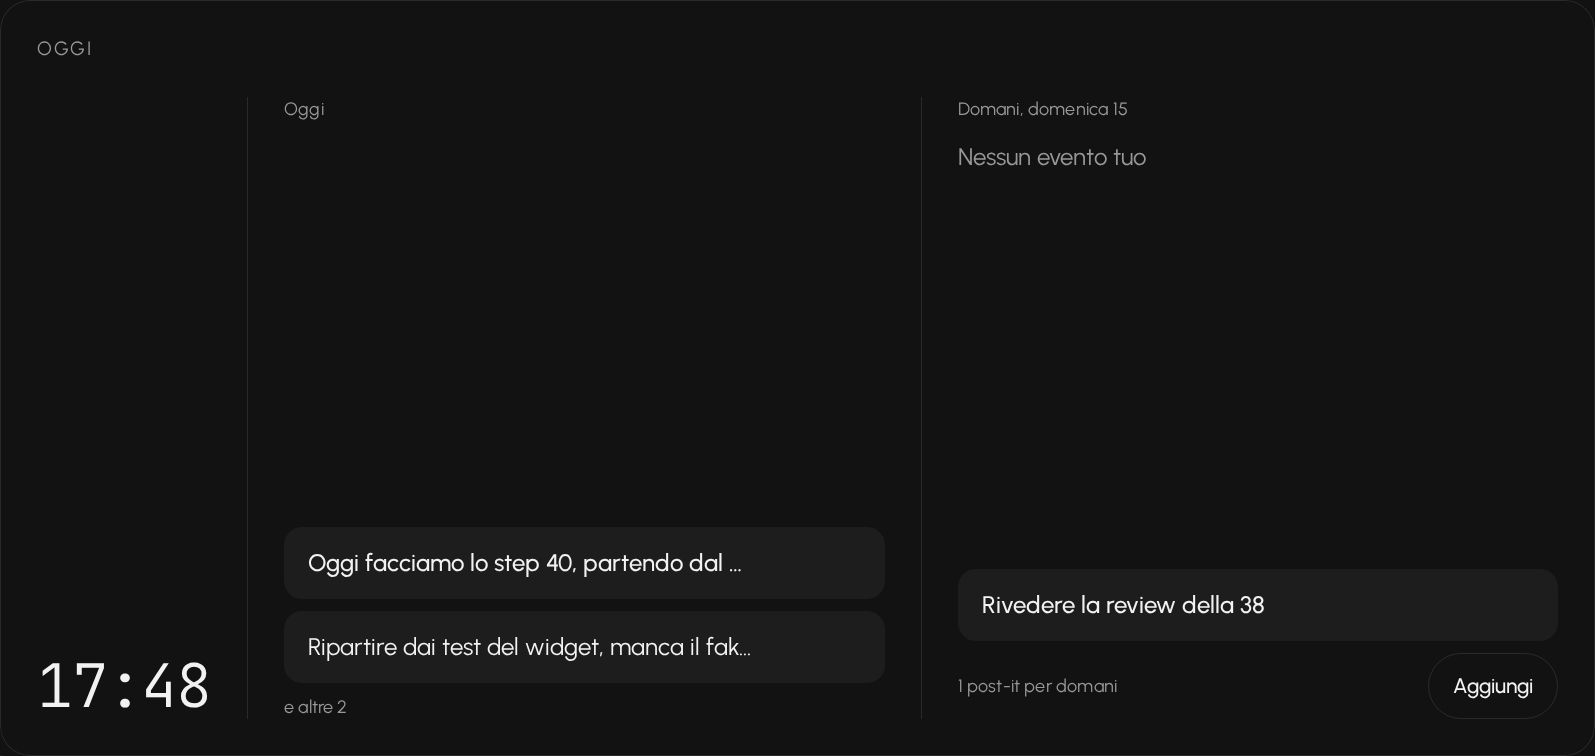 OGGI
Oggi
Oggi facciamo lo step 40, partendo dal ...
Ripartire dai test del widget, manca il fak...
e altre 2
Domani, domenica 15
Nessun evento tuo
Rivedere la review della 38
1 post-it per domani
Aggiungi
17:48